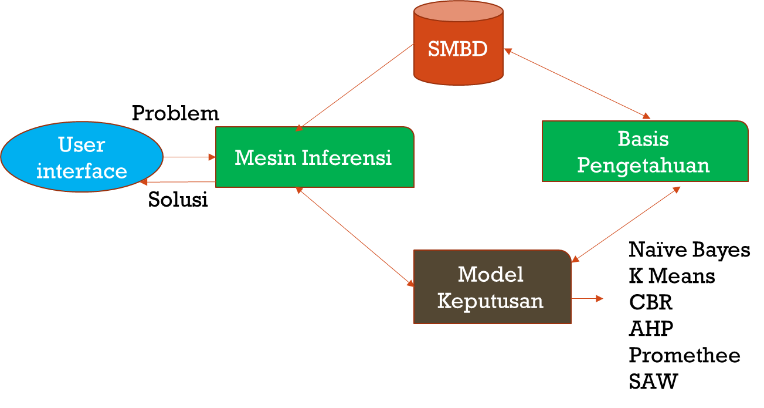 SMBD
Problem
User
interface
Mesin Inferensi
Basis
Pengetahuan
Solusi
Model
Keputusan
Naïve Bayes
K Means
CBR
AHP
Promethee
SAW